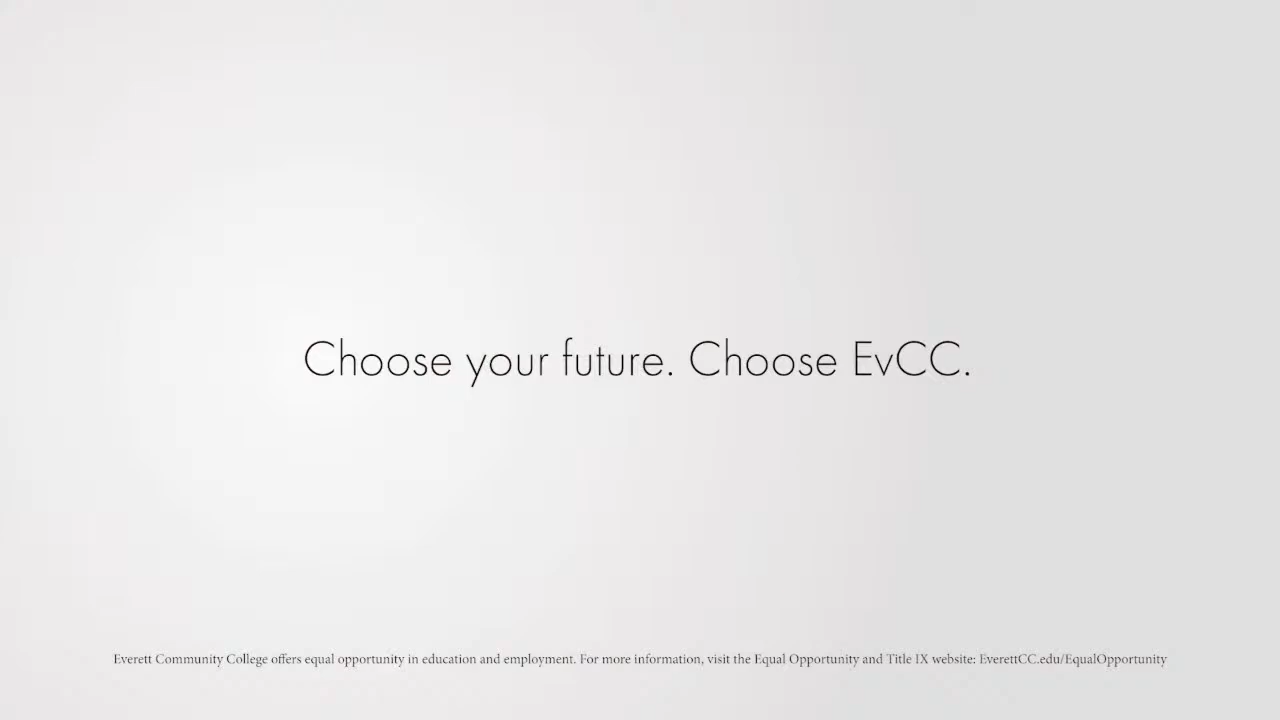 Choose your future. Choose EvCC.
Everett Community College offers equal opportunity in education and employment. For more information, visit the Equal Opportunity and Title IX website: EverettCC.edu/EqualOpportunity